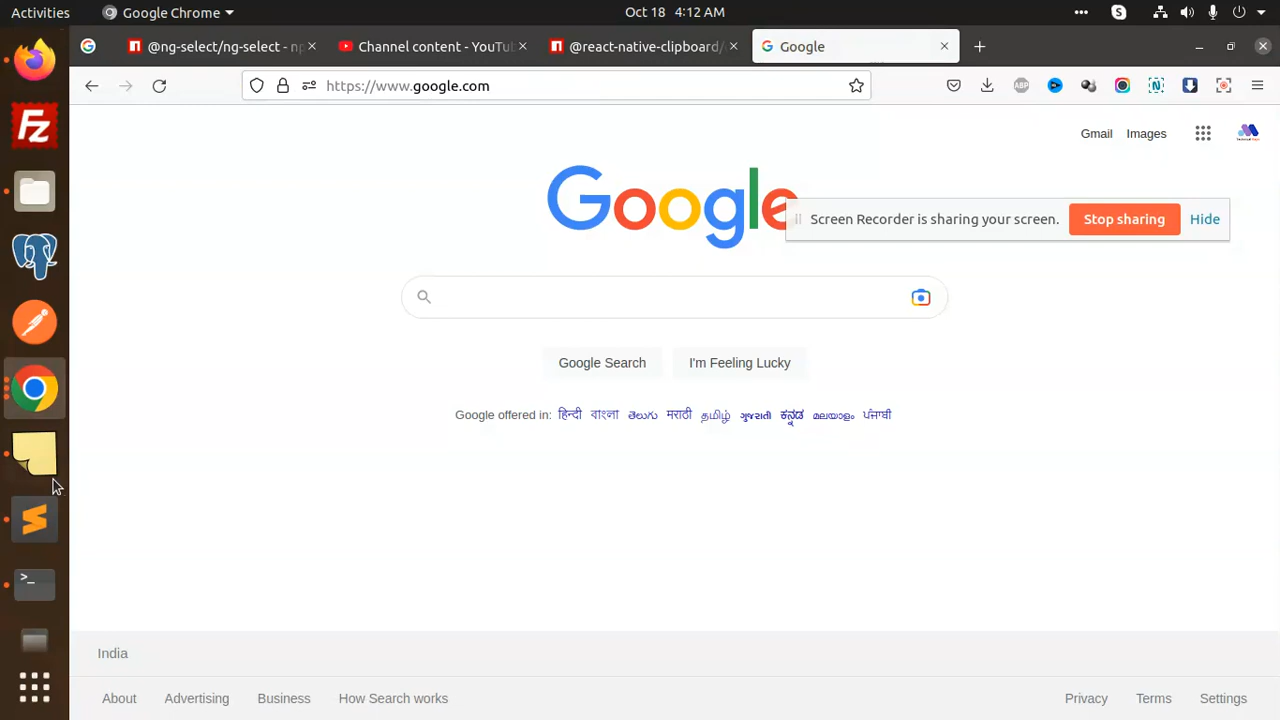 Activities Google Chrome Oct 18 4:12 AM
@ng-select/ng-select - np Channel content - YouTu @react-native-clipboard/ Google
https://www.google.com
Gmail Images
Google
Screen Recorder is sharing your screen. Stop sharing Hide
Google Search I'm Feeling Lucky
Google offered in: हिन्दी বাংলা తెలుగు मराठी தமிழ் ગુજરાતી ಕನ್ನಡ മലയാളം ਪੰਜਾਬੀ
India
About Advertising Business How Search works Privacy Terms Settings